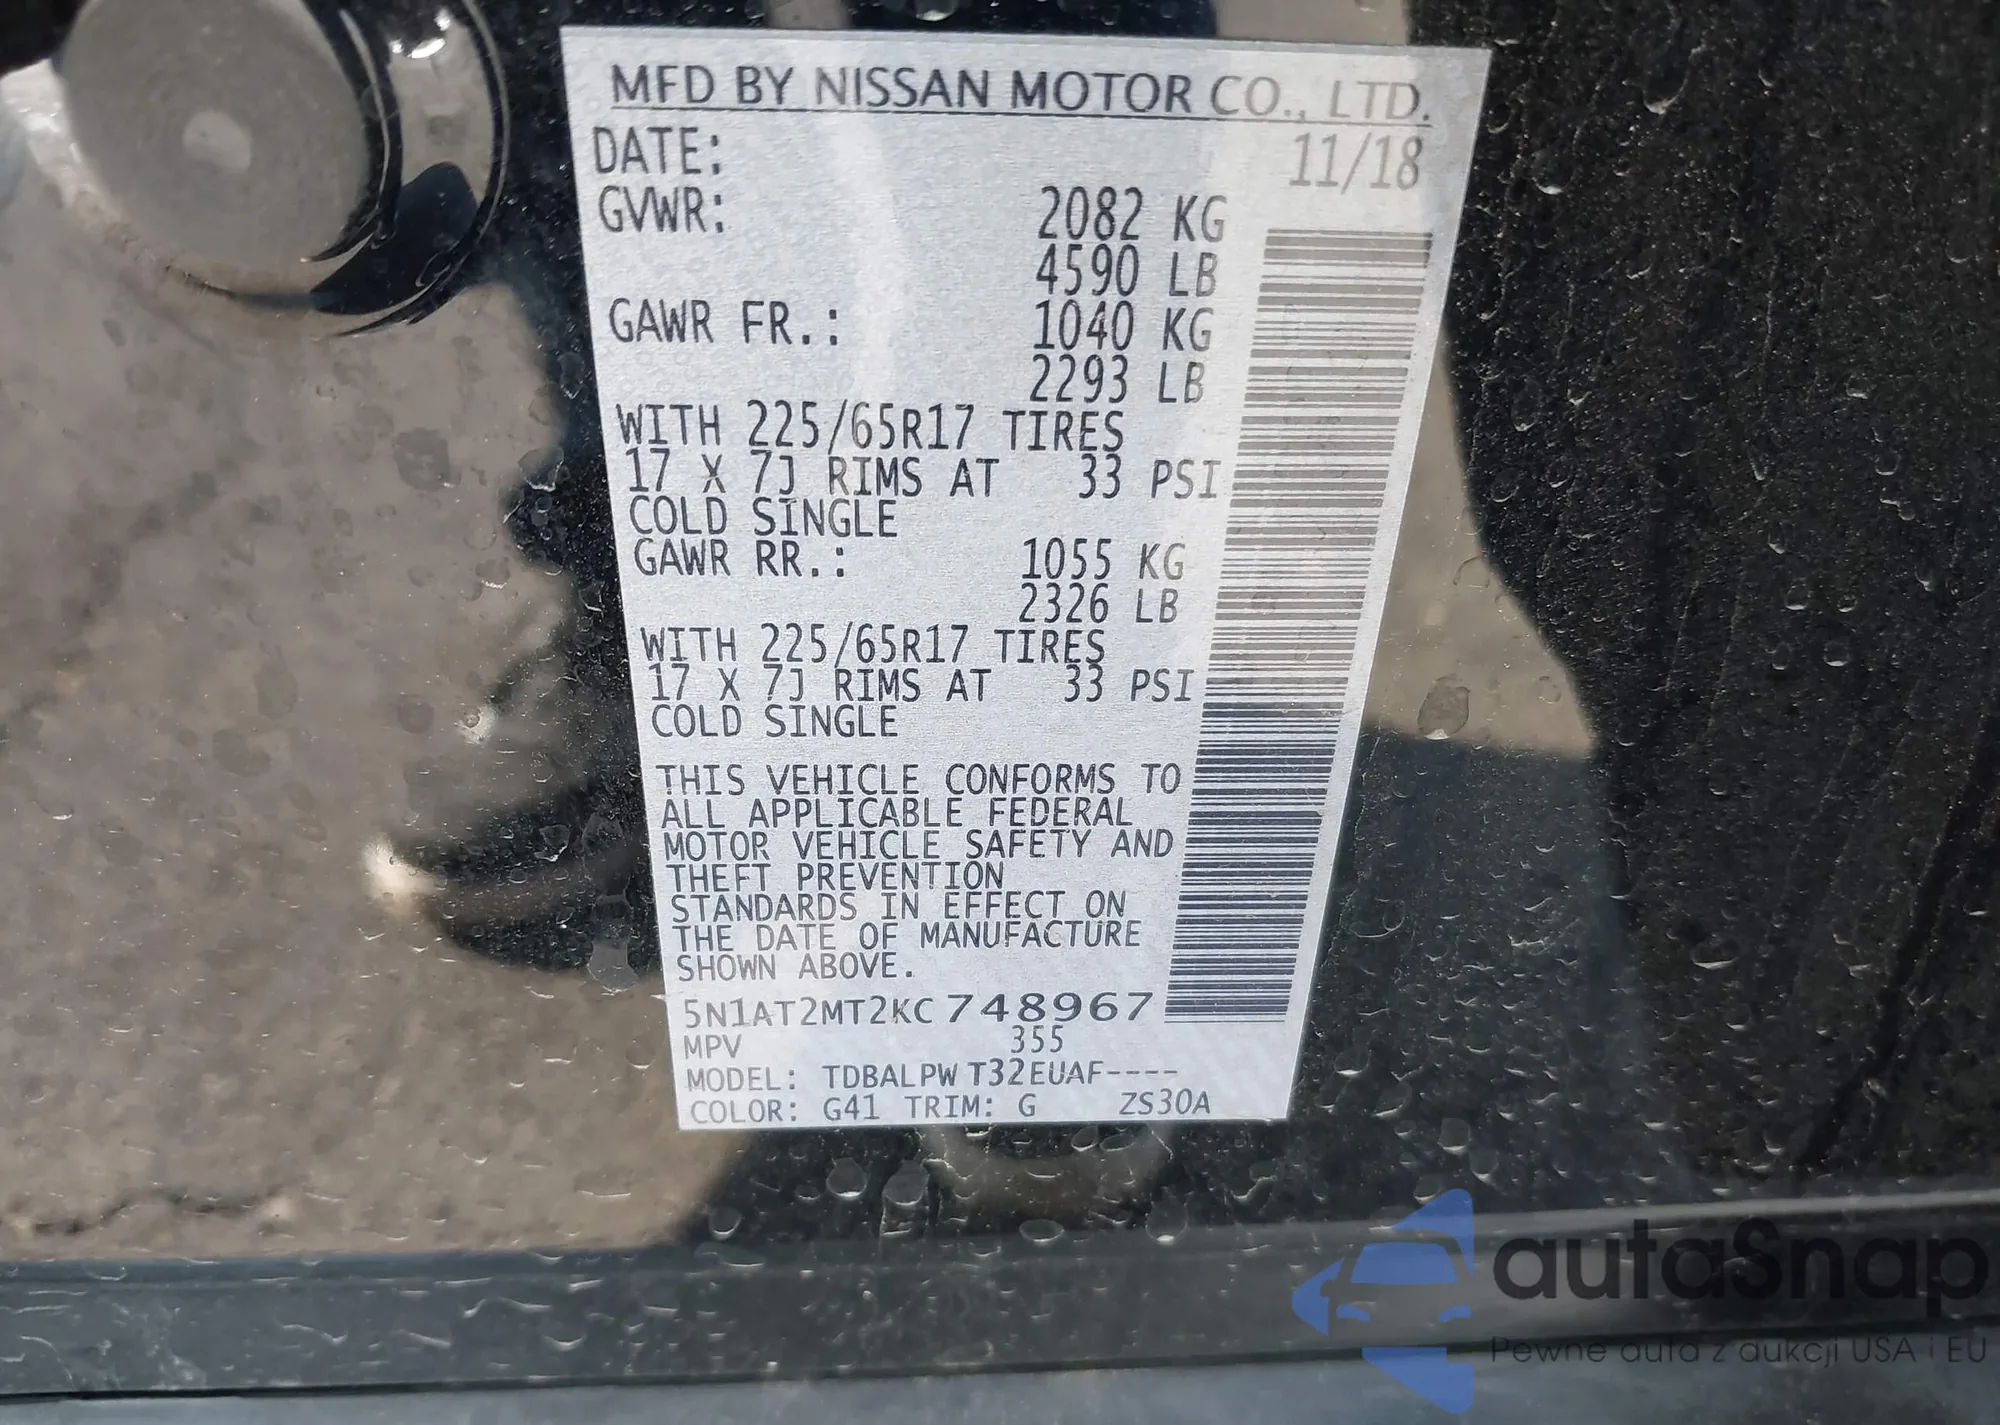 MFD BY NISSAN MOTOR CO., LTD.
DATE: 11/18
GVWR: 2082 KG
4590 LB
GAWR FR.: 1040 KG
2293 LB
WITH 225/65R17 TIRES
17 X 7J RIMS AT 33 PSI
COLD SINGLE
GAWR RR.: 1055 KG
2326 LB
WITH 225/65R17 TIRES
17 X 7J RIMS AT 33 PSI
COLD SINGLE
THIS VEHICLE CONFORMS TO
ALL APPLICABLE FEDERAL
MOTOR VEHICLE SAFETY AND
THEFT PREVENTION
STANDARDS IN EFFECT ON
THE DATE OF MANUFACTURE
SHOWN ABOVE.
5N1AT2MT2KC748967
MPV 355
MODEL: TDBALPW T32EUAF----
COLOR: G41 TRIM: G ZS30A
autaSnap
Pewne auta z aukcji USA i EU